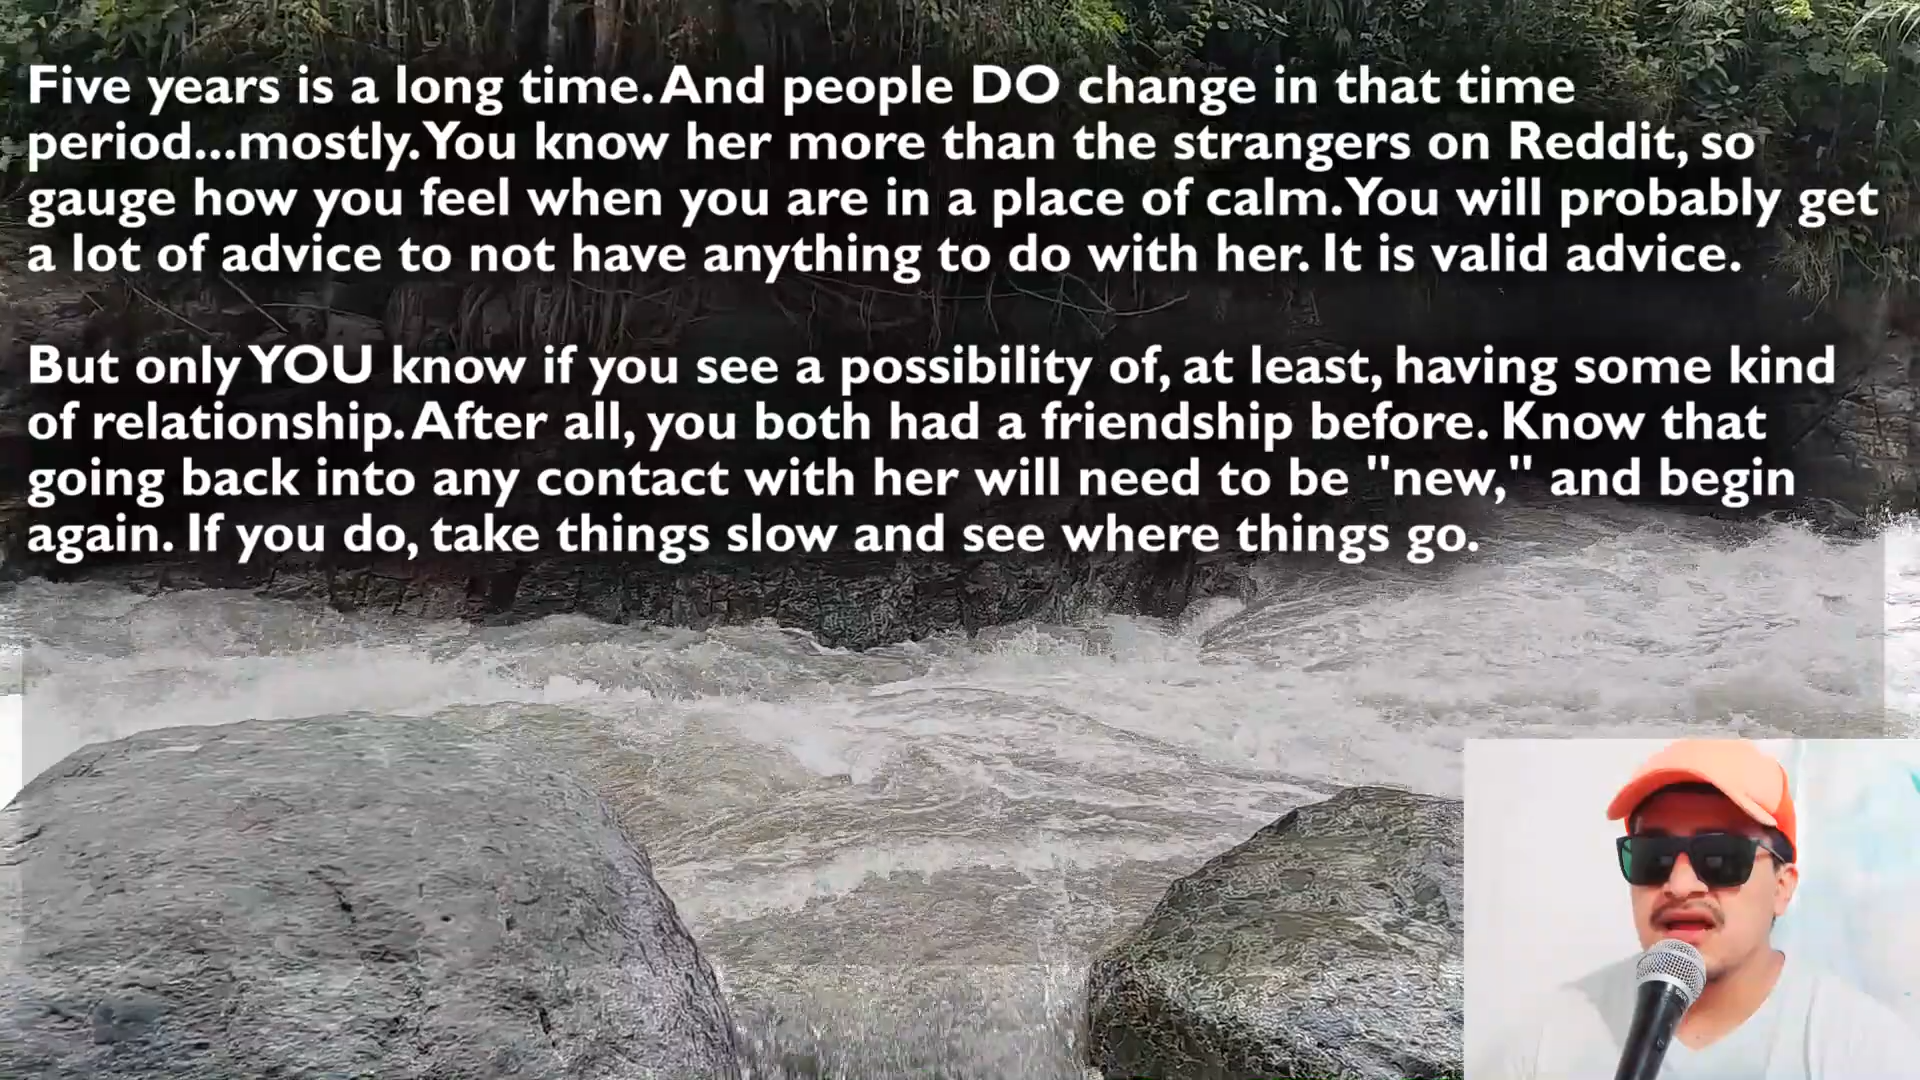 Five years is a long time. And people DO change in that time
period...mostly. You know her more than the strangers on Reddit, so
gauge how you feel when you are in a place of calm. You will probably get
a lot of advice to not have anything to do with her. It is valid advice.
But only YOU know if you see a possibility of, at least, having some kind
of relationship. After all, you both had a friendship before. Know that
going back into any contact with her will need to be "new," and begin
again. If you do, take things slow and see where things go.